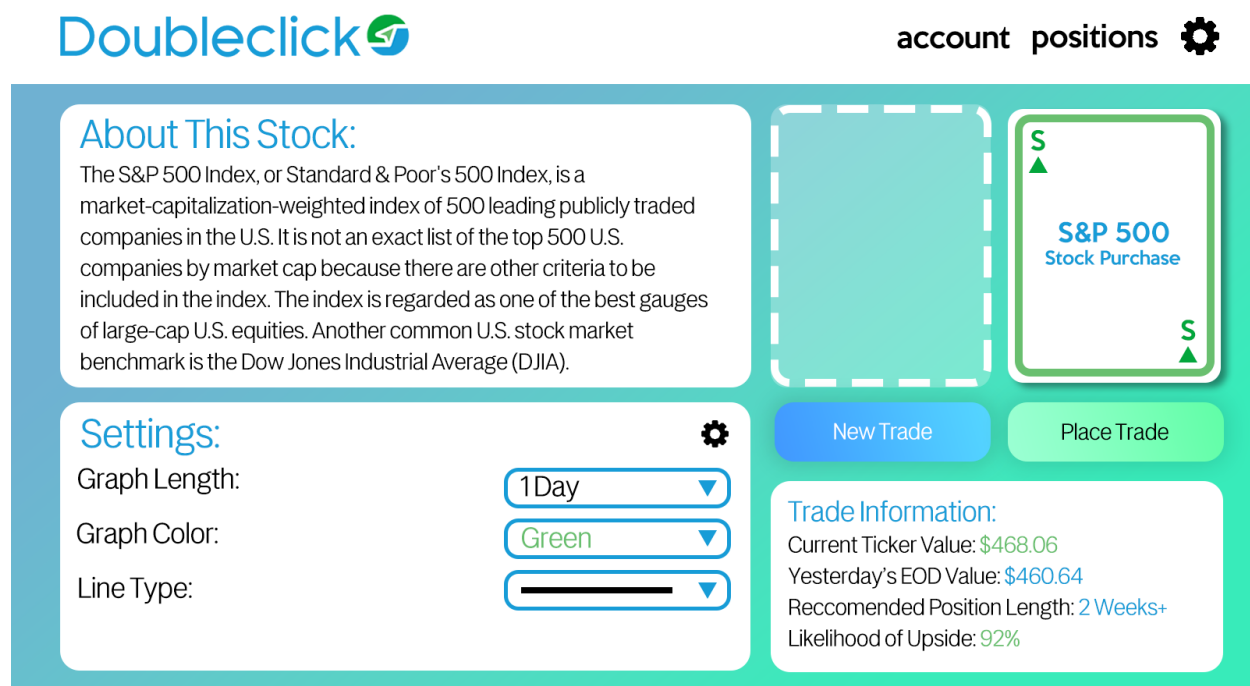 Doubleclick
account positions
About This Stock:
The S&P 500 Index, or Standard & Poor's 500 Index, is a
market-capitalization-weighted index of 500 leading publicly traded
companies in the U.S. It is not an exact list of the top 500 U.S.
companies by market cap because there are other criteria to be
included in the index. The index is regarded as one of the best gauges
of large-cap U.S. equities. Another common U.S. stock market
benchmark is the Dow Jones Industrial Average (DJIA).
S
S&P 500
Stock Purchase
S
Settings:
Graph Length:
1 Day
Graph Color:
Green
Line Type:
New Trade
Place Trade
Trade Information:
Current Ticker Value: $468.06
Yesterday's EOD Value: $460.64
Reccomended Position Length: 2 Weeks+
Likelihood of Upside: 92%